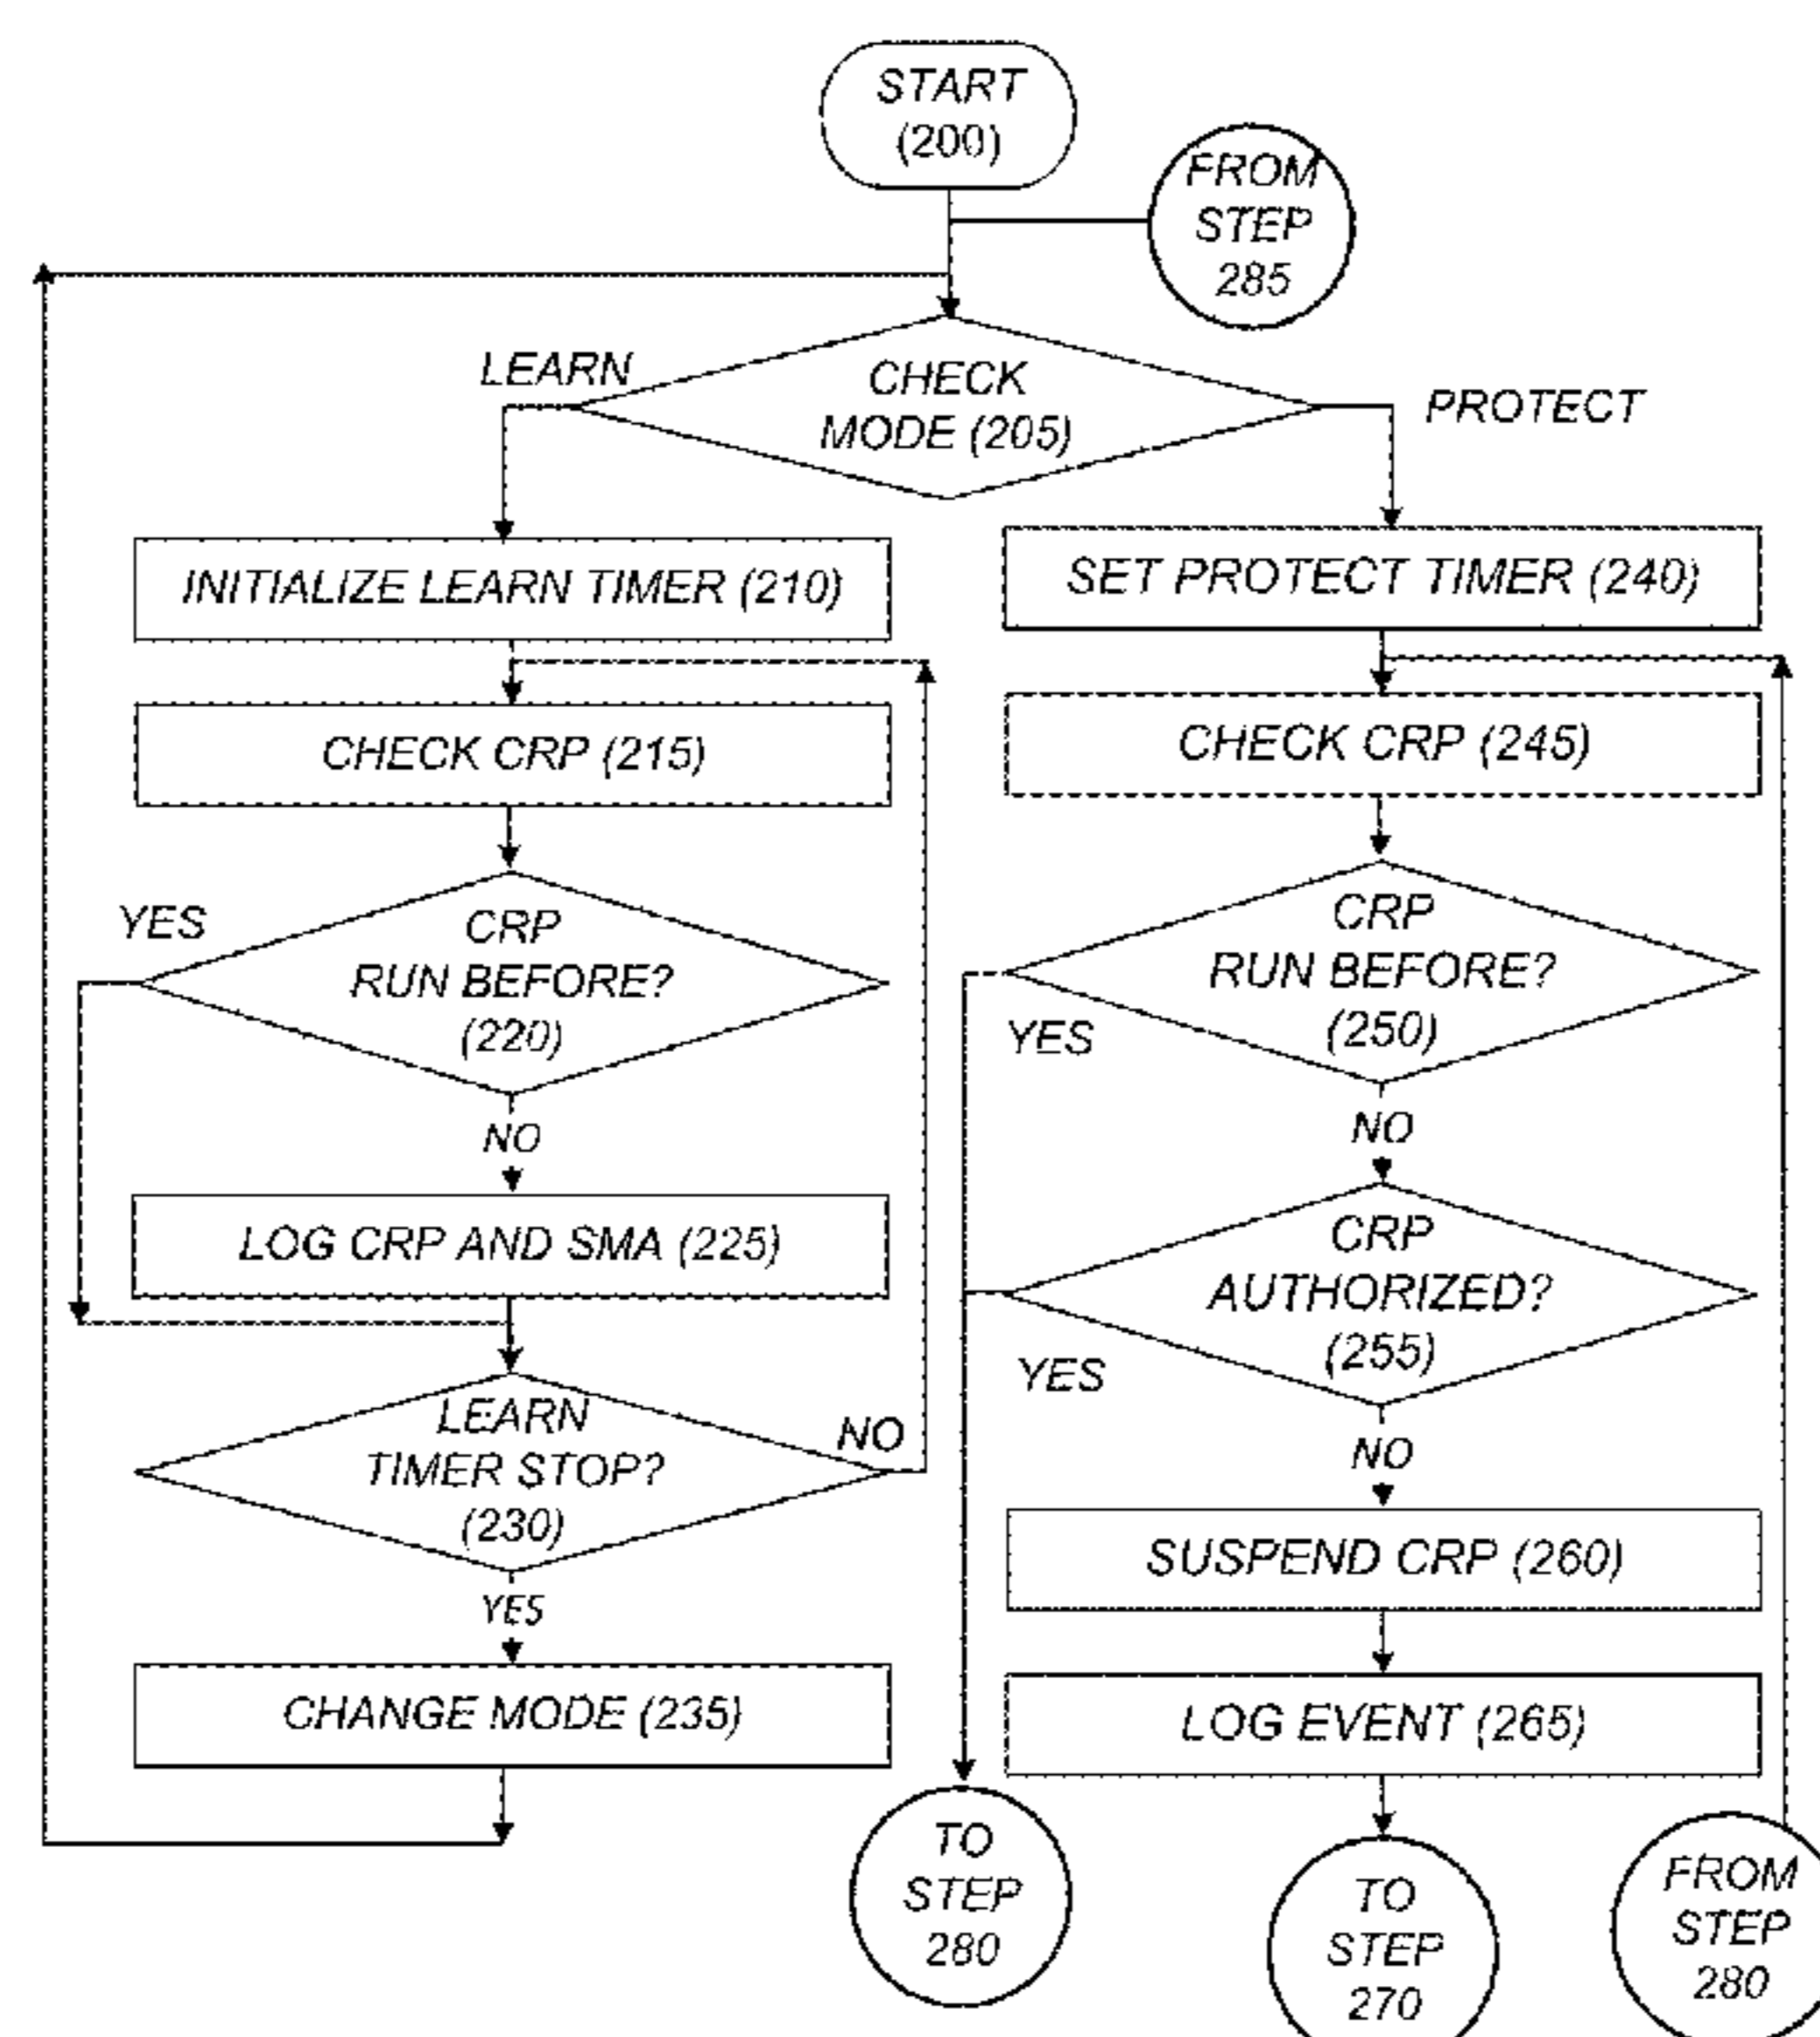 START
(200)
FROM
STEP
285
LEARN
CHECK
MODE (205)
PROTECT
INITIALIZE LEARN TIMER (210)
CHECK CRP (215)
YES
CRP
RUN BEFORE?
(220)
NO
LOG CRP AND SMA (225)
LEARN
TIMER STOP?
(230)
NO
YES
CHANGE MODE (235)
SET PROTECT TIMER (240)
CHECK CRP (245)
CRP
RUN BEFORE?
(250)
YES
NO
CRP
AUTHORIZED?
(255)
YES
NO
SUSPEND CRP (260)
LOG EVENT (265)
TO
STEP
280
TO
STEP
270
FROM
STEP
280